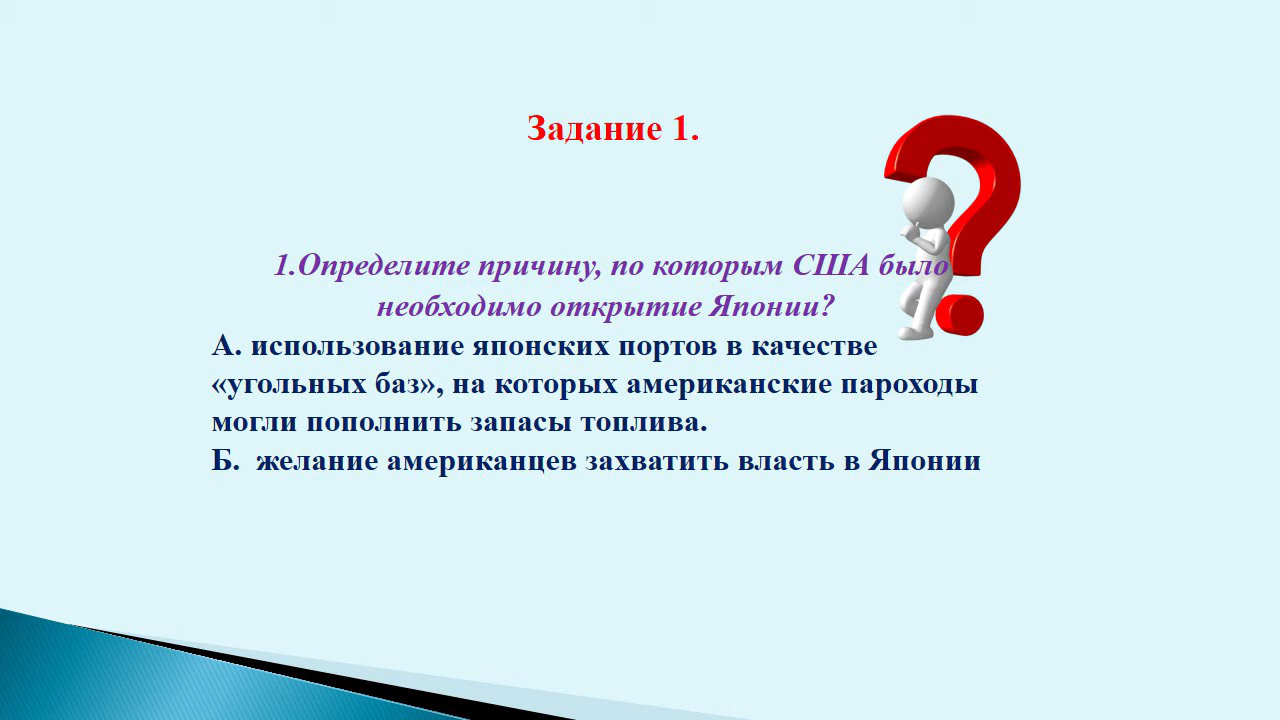 Задание 1.
1.Определите причину, по которым США было
необходимо открытие Японии?
А. использование японских портов в качестве
«угольных баз», на которых американские пароходы
могли пополнить запасы топлива.
Б.  желание американцев захватить власть в Японии